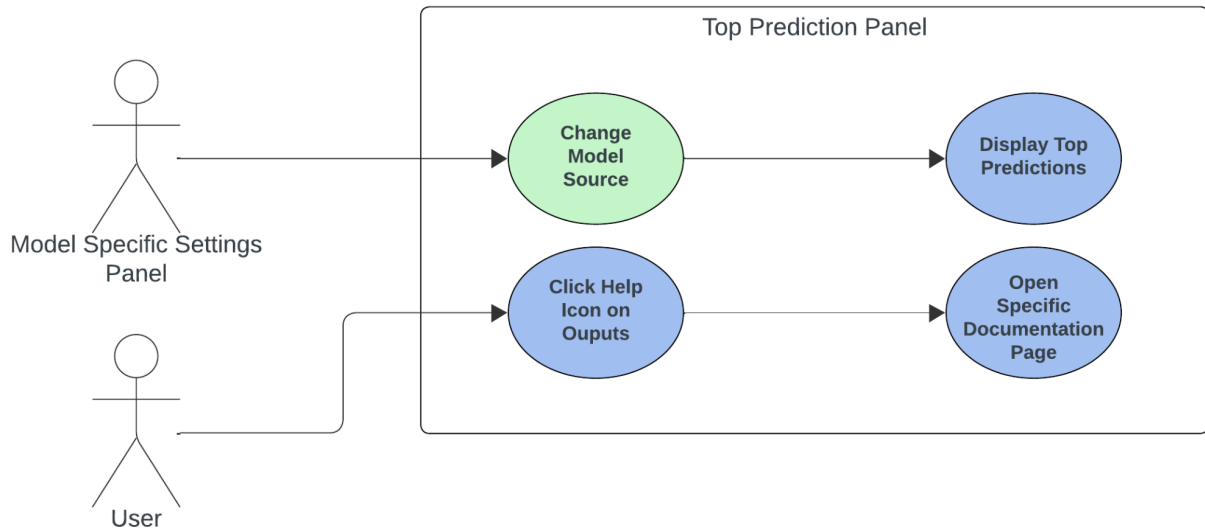 Top Prediction Panel
Change
Model
Source
Display Top
Predictions
Model Specific Settings
Panel
Click Help
Icon on
Ouputs
Open
Specific
Documentation
Page
User